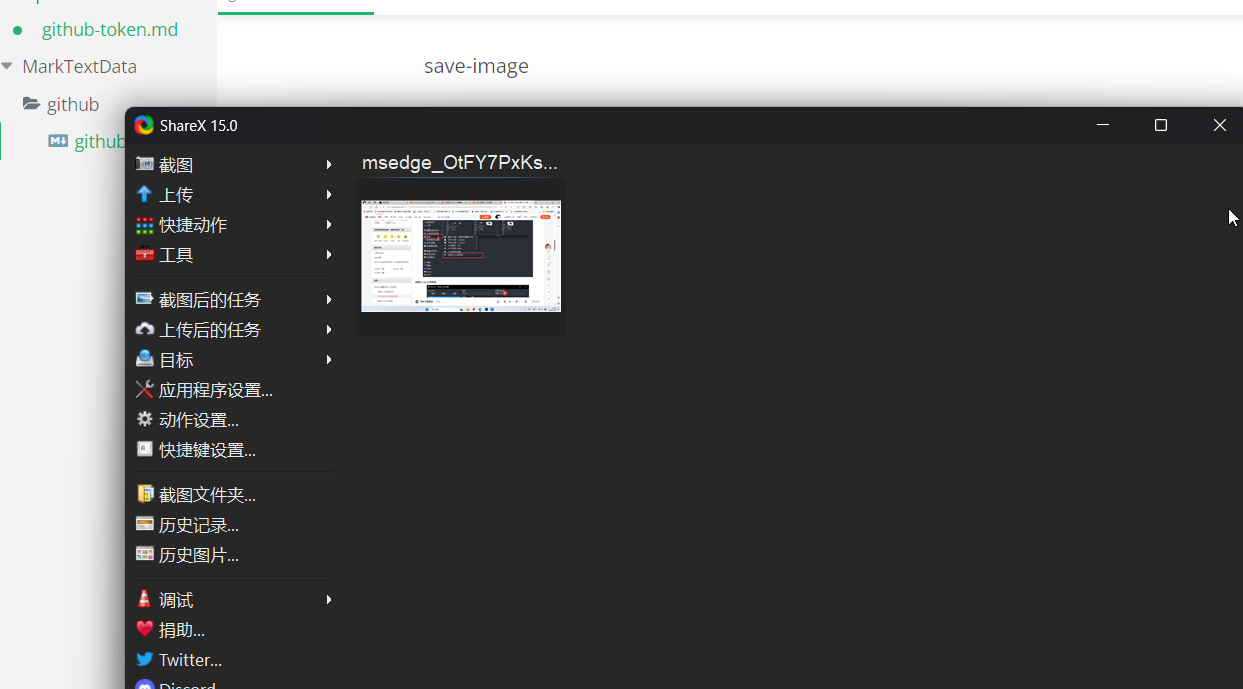 github-token.md
MarkTextData
save-image
github
github
ShareX 15.0
截图
msedge_OtFY7PxKs...
上传
快捷动作
工具
截图后的任务
上传后的任务
目标
应用程序设置...
动作设置...
快捷键设置...
截图文件夹...
历史记录...
历史图片...
调试
捐助...
Twitter...
Discord